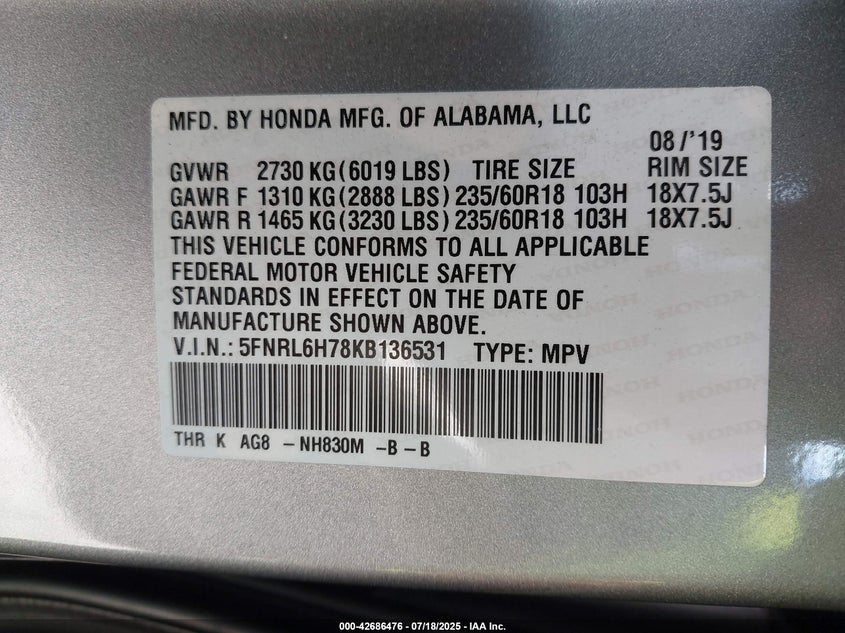 MFD. BY HONDA MFG. OF ALABAMA, LLC
08/'19
GVWR 2730 KG(6019 LBS) TIRE SIZE RIM SIZE
GAWR F 1310 KG(2888 LBS) 235/60R18 103H 18X7.5J
GAWR R 1465 KG(3230 LBS) 235/60R18 103H 18X7.5J
THIS VEHICLE CONFORMS TO ALL APPLICABLE
FEDERAL MOTOR VEHICLE SAFETY
STANDARDS IN EFFECT ON THE DATE OF
MANUFACTURE SHOWN ABOVE.
V.I.N.: 5FNRL6H78KB136531 TYPE: MPV
THR K AG8 -NH830M -B -B
000-42686476 - 07/18/2025 - IAA Inc.